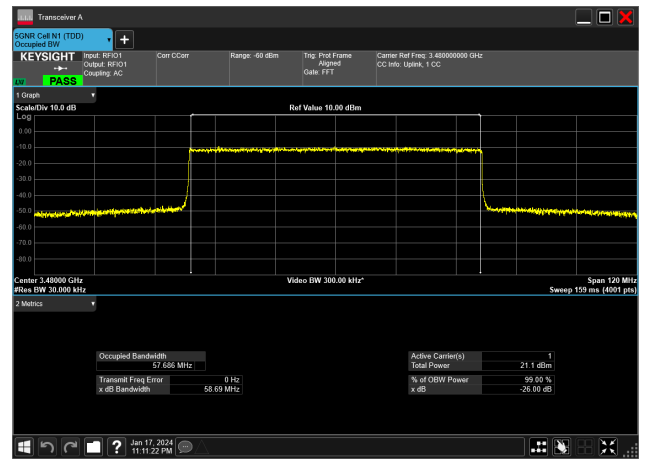 Transceiver A
5GNR Cell N1 (TDD)
Occupied BW
KEYSIGHT
LW PASS
Input: RFIO1
Output: RFIO1
Coupling: AC
Corr CCorr
Range: -60 dBm
Trig: Prot Frame
Aligned
Gate: FFT
Carrier Ref Freq: 3.480000000 GHz
CC Info: Uplink, 1 CC
1 Graph
Scale/Div 10.0 dB
Ref Value 10.00 dBm
Log
0.00
-10.0
-20.0
-30.0
-40.0
-50.0
-60.0
-70.0
-80.0
Center 3.48000 GHz
Video BW 300.00 kHz*
Span 120 MHz
#Res BW 30.000 kHz
Sweep 159 ms (4001 pts)
2 Metrics
Occupied Bandwidth
57.686 MHz
Transmit Freq Error 0 Hz
x dB Bandwidth 58.69 MHz
Active Carrier(s) 1
Total Power 21.1 dBm
% of OBW Power 99.00 %
x dB -26.00 dB
?
Jan 17, 2024
11:11:22 PM